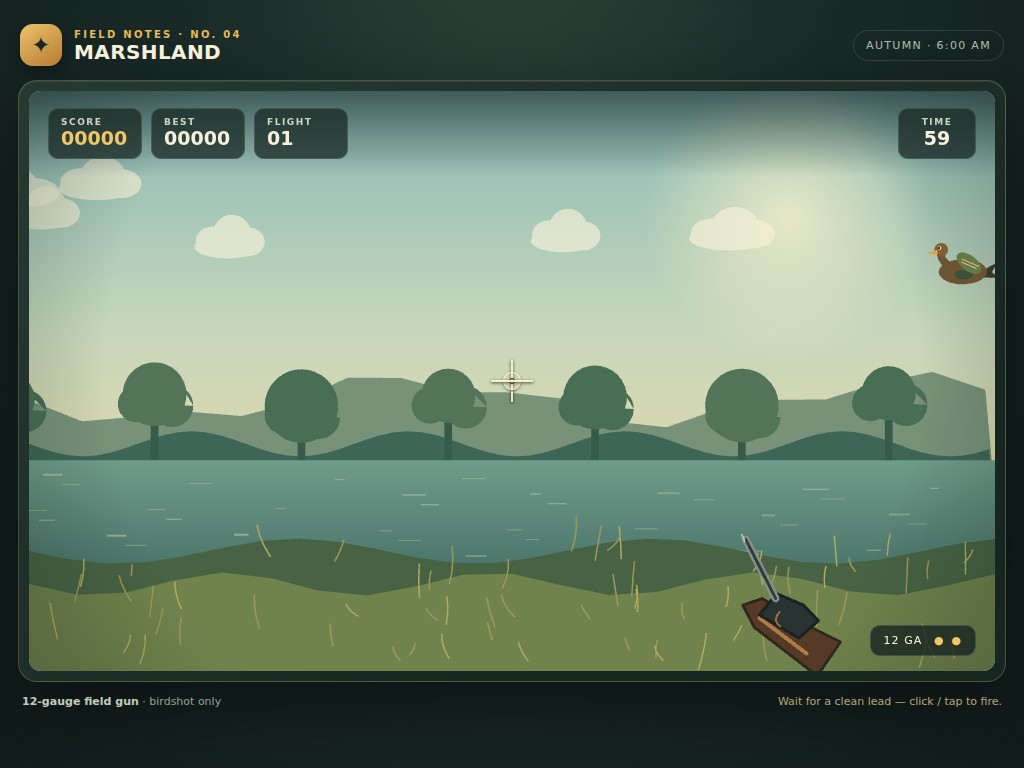 FIELD NOTES · NO. 04
MARSHLAND
AUTUMN · 6:00 AM
SCORE
00000
BEST
00000
FLIGHT
01
TIME
59
12 GA
12-gauge field gun · birdshot only
Wait for a clean lead — click / tap to fire.